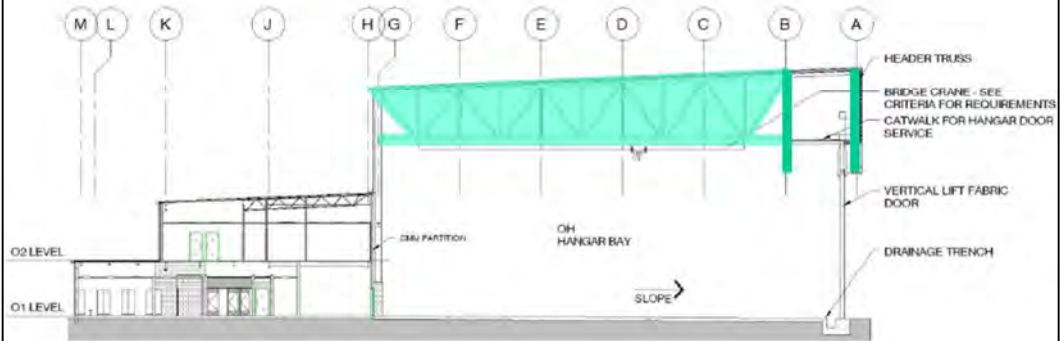 M L K J H G F E D C B A
HEADER TRUSS
BRIDGE CRANE - SEE
CRITERIA FOR REQUIREMENTS
CATWALK FOR HANGAR DOOR
SERVICE
VERTICAL LIFT FABRIC
DOOR
CMU PARTITION
OH
HANGAR BAY
O2 LEVEL
DRAINAGE TRENCH
SLOPE
O1 LEVEL